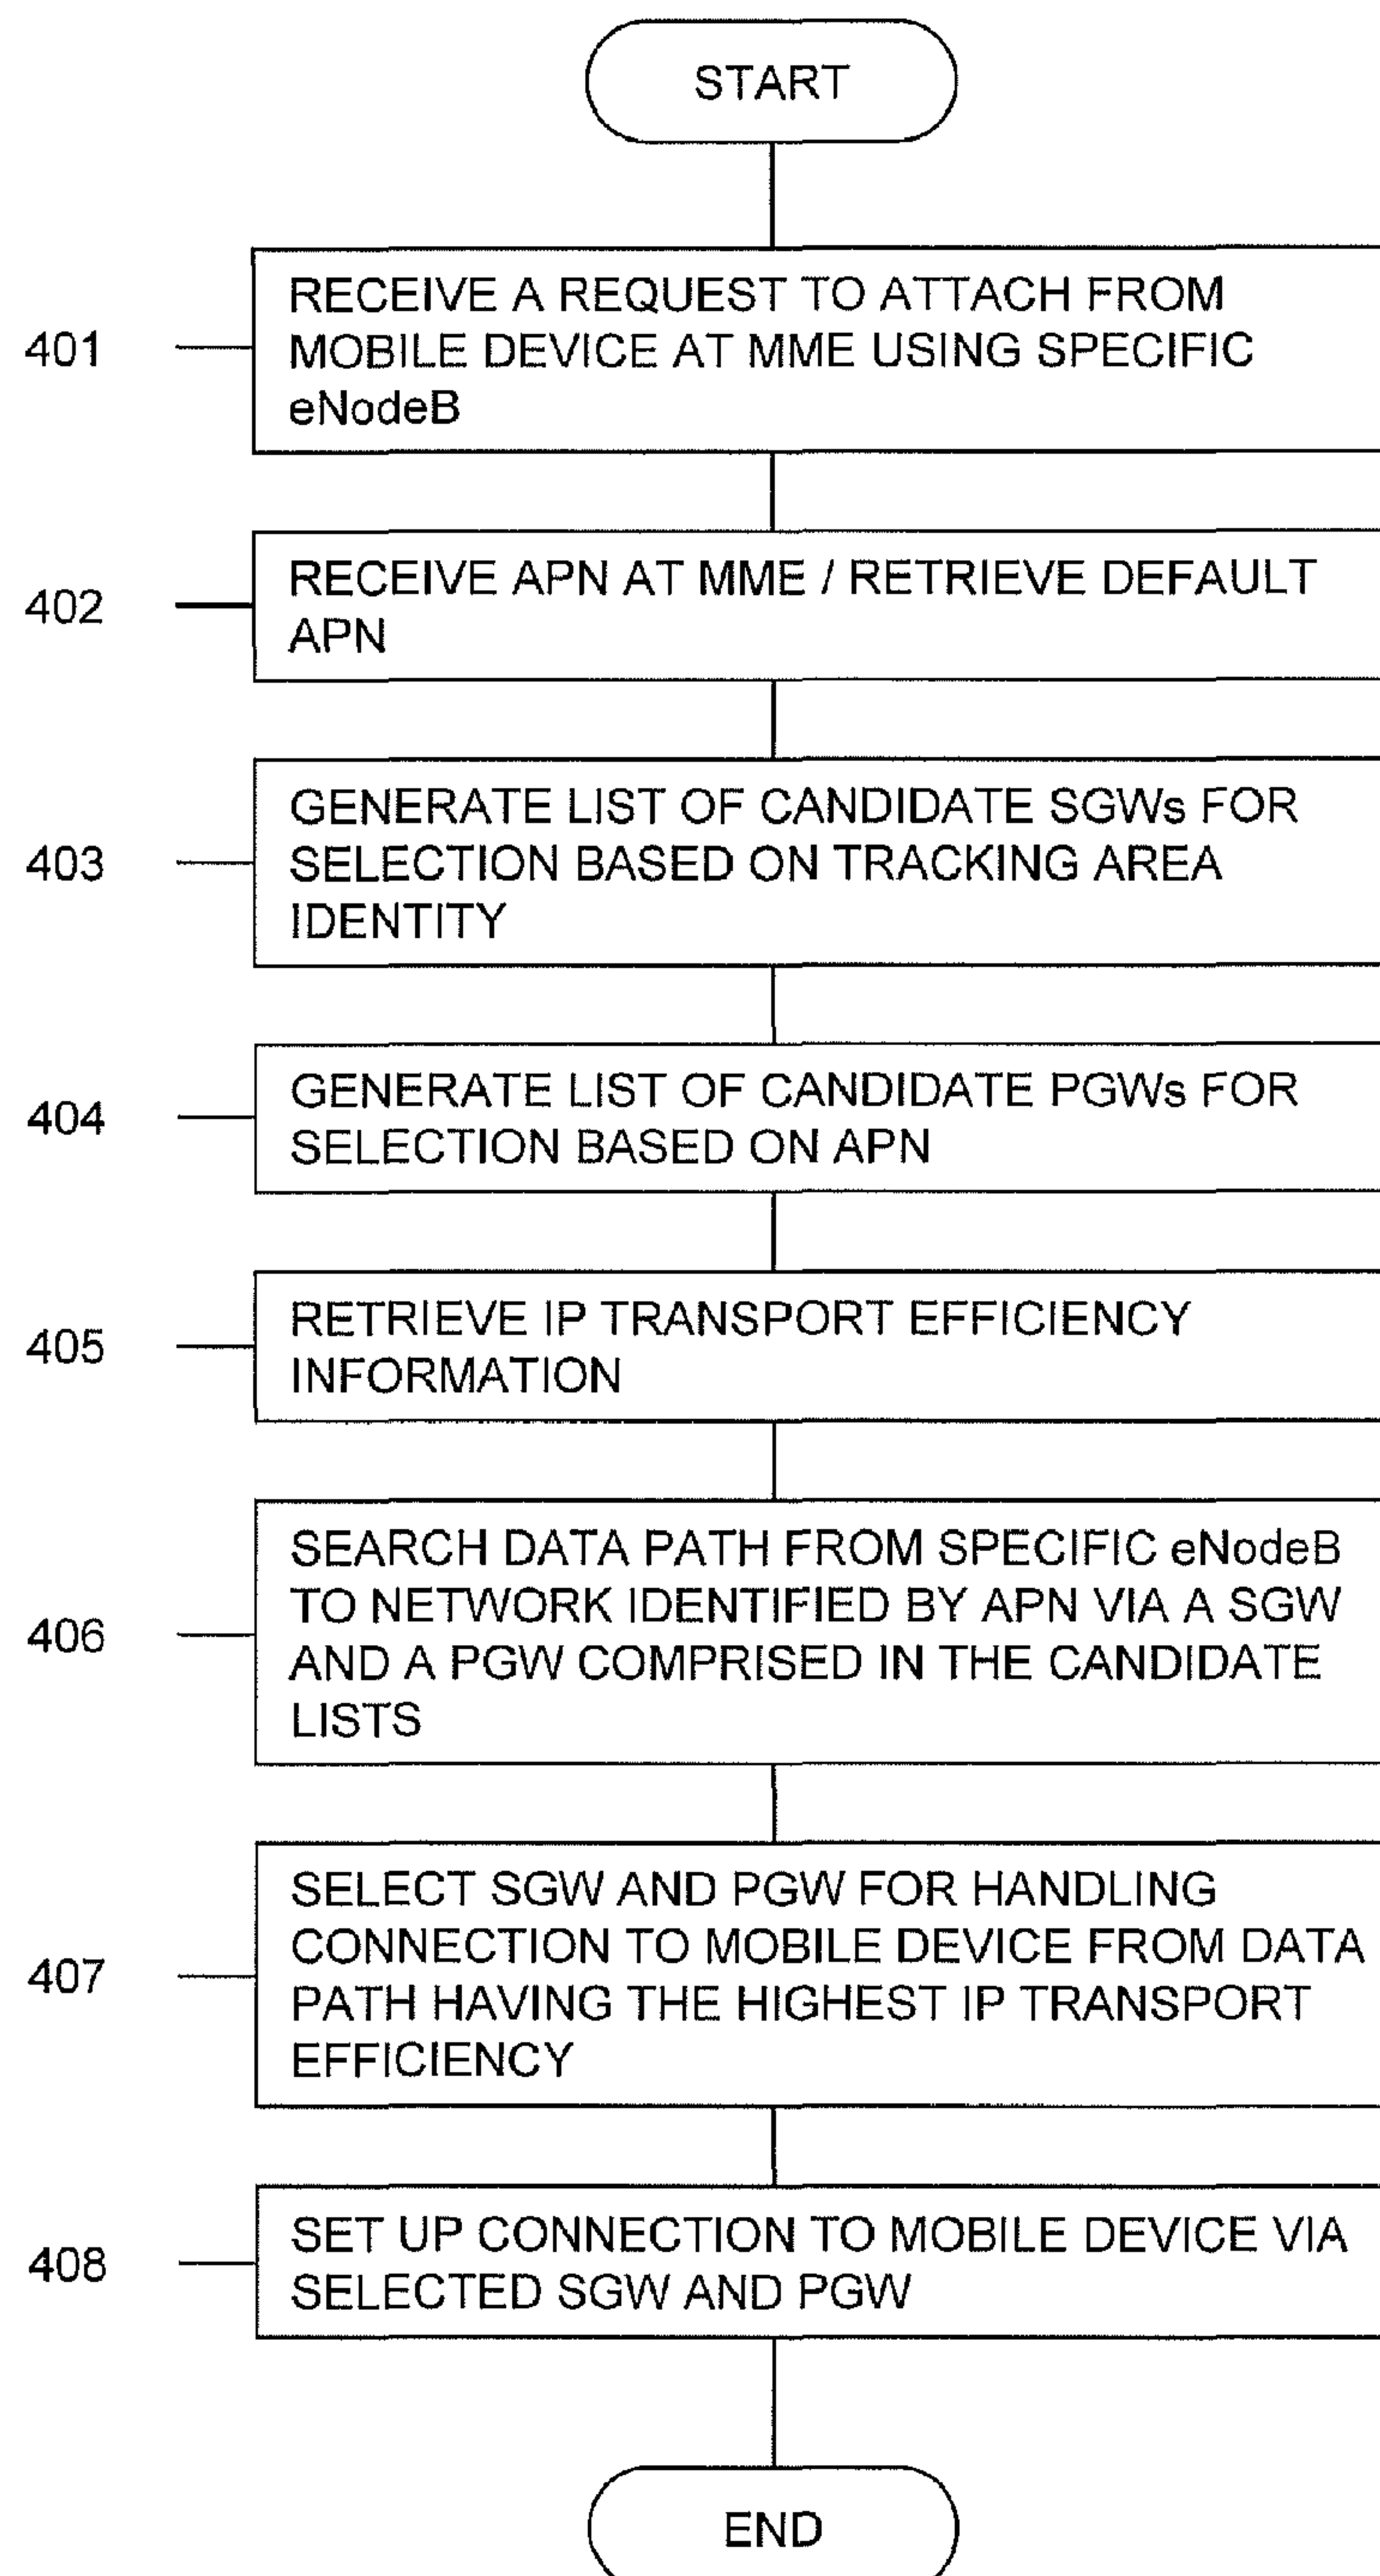 START
401
RECEIVE A REQUEST TO ATTACH FROM
MOBILE DEVICE AT MME USING SPECIFIC
eNodeB
402
RECEIVE APN AT MME / RETRIEVE DEFAULT
APN
403
GENERATE LIST OF CANDIDATE SGWs FOR
SELECTION BASED ON TRACKING AREA
IDENTITY
404
GENERATE LIST OF CANDIDATE PGWs FOR
SELECTION BASED ON APN
405
RETRIEVE IP TRANSPORT EFFICIENCY
INFORMATION
406
SEARCH DATA PATH FROM SPECIFIC eNodeB
TO NETWORK IDENTIFIED BY APN VIA A SGW
AND A PGW COMPRISED IN THE CANDIDATE
LISTS
407
SELECT SGW AND PGW FOR HANDLING
CONNECTION TO MOBILE DEVICE FROM DATA
PATH HAVING THE HIGHEST IP TRANSPORT
EFFICIENCY
408
SET UP CONNECTION TO MOBILE DEVICE VIA
SELECTED SGW AND PGW
END